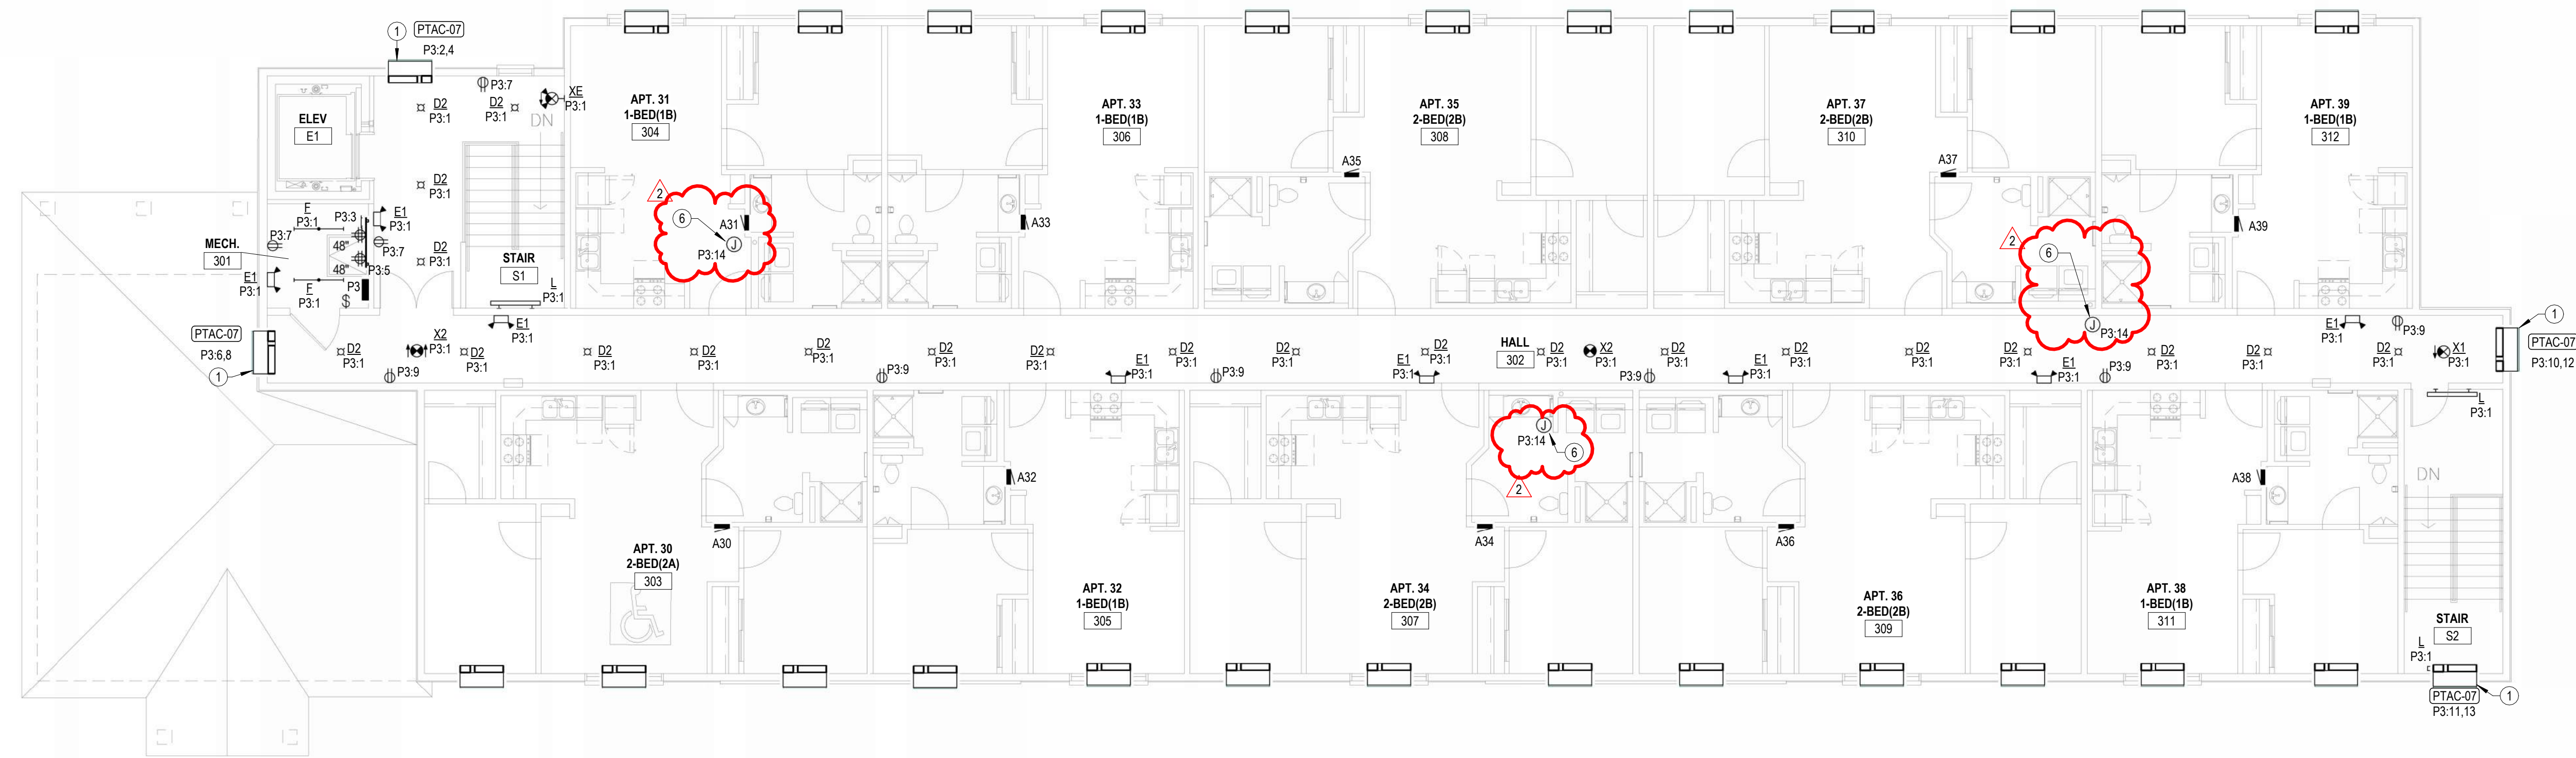 1
PTAC-07
P3:2,4
P3:7
D2
P3:1
D2
P3:1
XE
P3:1
DN
ELEV
E1
D2
P3:1
D2
P3:1
F
P3:1
P3:3
E1
P3:1
P3:7
48"
P3:7
48"
P3:5
MECH.
301
E1
P3:1
F
P3:1
P3
$
STAIR
S1
L
P3:1
E1
P3:1
APT. 31
1-BED(1B)
304
2
6
A31
J
P3:14
APT. 33
1-BED(1B)
306
A33
APT. 35
2-BED(2B)
308
A35
APT. 37
2-BED(2B)
310
A37
APT. 39
1-BED(1B)
312
A39
2
6
J
P3:14
PTAC-07
P3:6,8
1
D2
P3:1
X2
P3:1
P3:9
D2
P3:1
D2
P3:1
D2
P3:1
D2
P3:1
P3:9
D2
P3:1
D2
P3:1
E1
P3:1
D2
P3:1
P3:9
D2
P3:1
E1
P3:1
D2
P3:1
HALL
302
D2
P3:1
X2
P3:1
P3:9
D2
P3:1
E1
P3:1
D2
P3:1
D2
P3:1
D2
P3:1
E1
P3:1
P3:9
D2
P3:1
D2
P3:1
E1
P3:1
P3:9
D2
P3:1
X1
P3:1
1
PTAC-07
P3:10,12
L
P3:1
APT. 30
2-BED(2A)
303
A30
A32
APT. 32
1-BED(1B)
305
APT. 34
2-BED(2B)
307
A34
J
P3:14
6
2
A36
APT. 36
2-BED(2B)
309
A38
APT. 38
1-BED(1B)
311
DN
STAIR
S2
L
P3:1
PTAC-07
1
P3:11,13